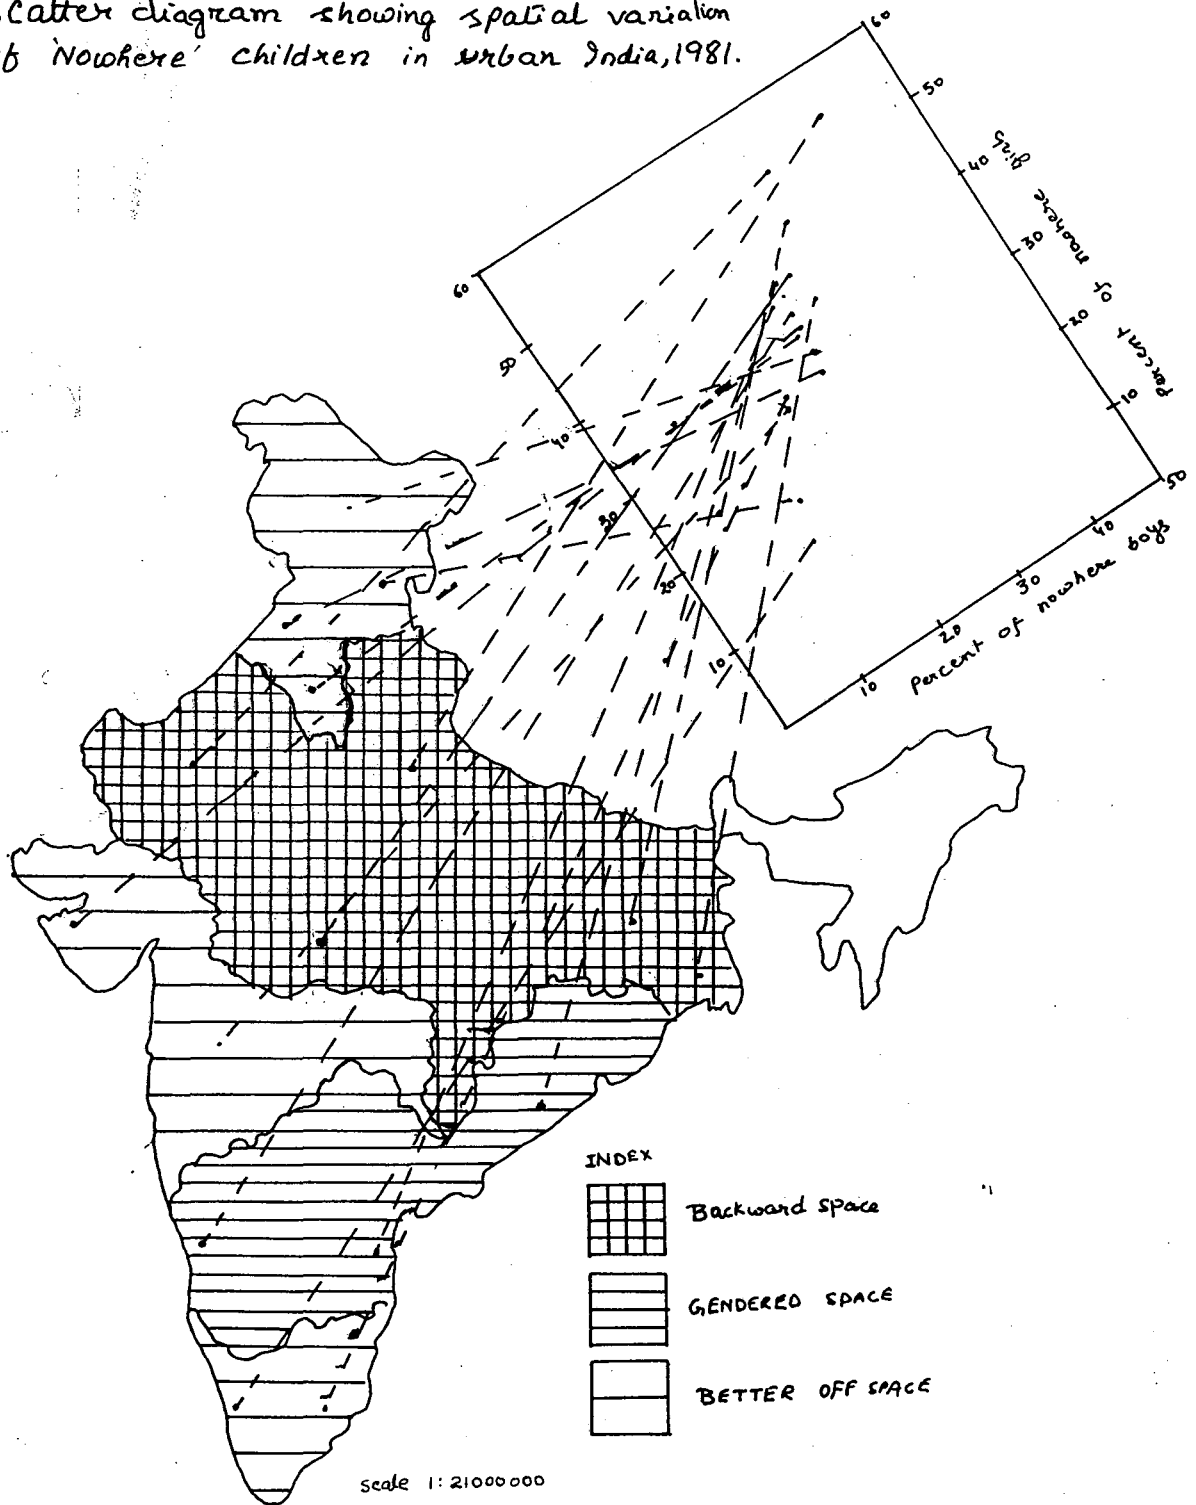 Catter diagram showing spatial variation
'Nowhere' children in urban India, 1981.
60
50
40
30
20
10
60
50
40
30
20
10
Percent of nowhere girls
10
20
30
40
50
Percent of nowhere boys
INDEX
Backward space
GENDERED SPACE
BETTER OFF SPACE
scale 1:21000000